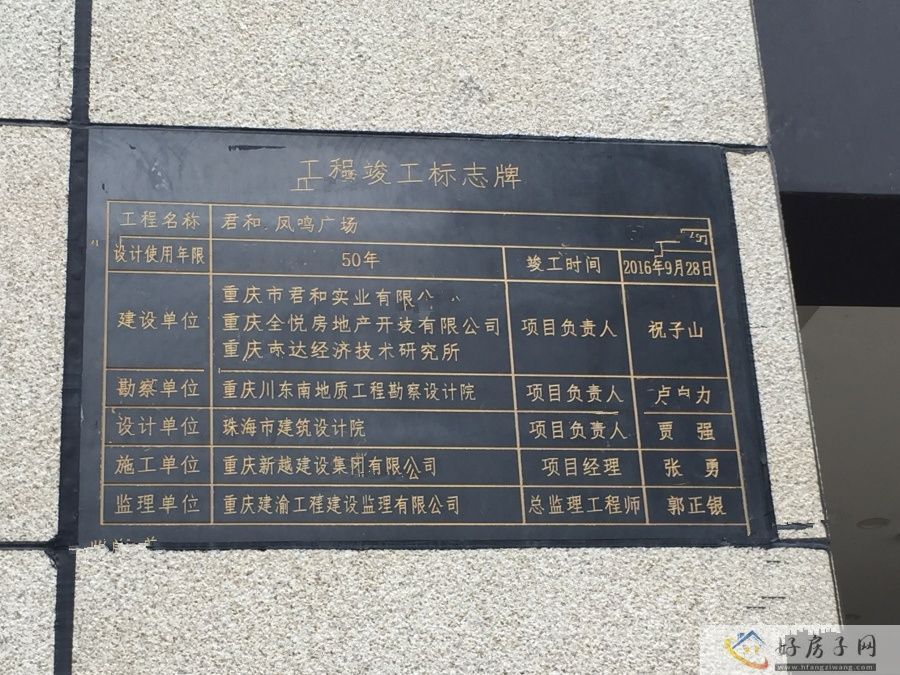 工程竣工标志牌
工程名称 君和 凤鸣广场
设计使用年限 50年 竣工时间 2016年9月28日
建设单位 重庆市君和实业有限
重庆全悦房地产开 有限公司
重庆 达经济技术研究所
项目负责人 祝子山
勘察单位 重庆川东南地质工程勘察设计院 项目负责人 卢 力
设计单位 珠海市建筑设计院 项目负责人 贾强
施工单位 重庆新越建设集团有限公司 项目经理 张勇
监理单位 重庆建渝工程建设监理有限公司 总监理工程师 郭正银
好房子网
www.hfangziwang.com